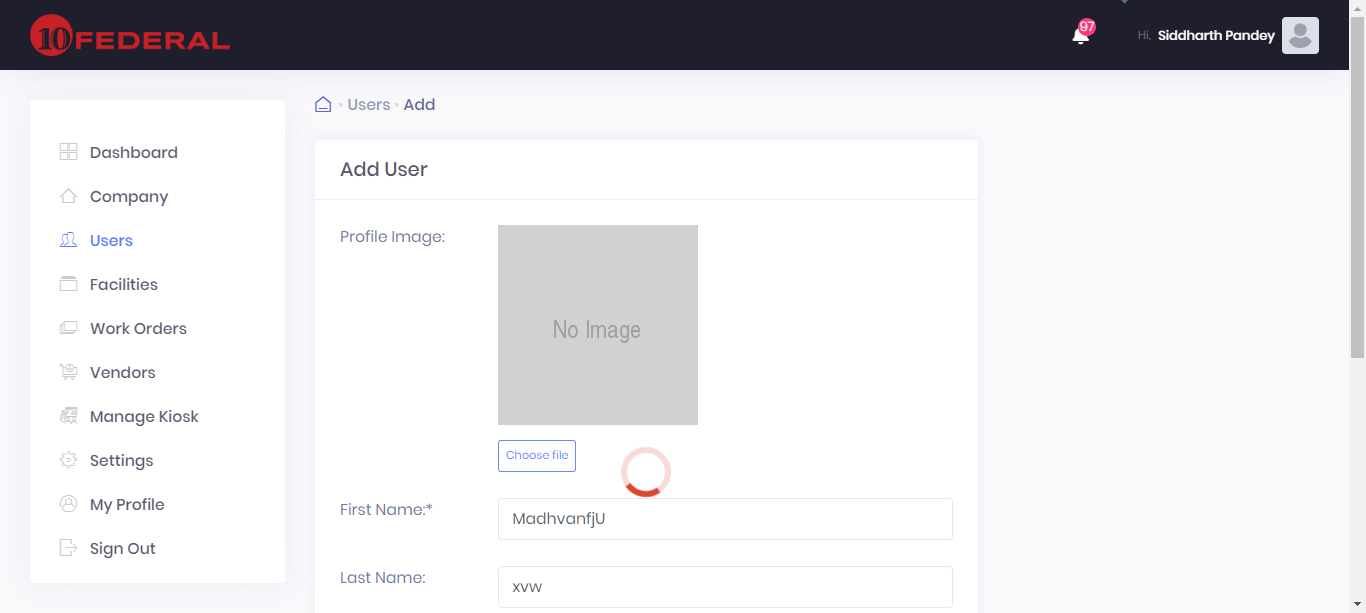 10 FEDERAL
97
Hi, Siddharth Pandey
Users • Add
Dashboard
Company
Users
Facilities
Work Orders
Vendors
Manage Kiosk
Settings
My Profile
Sign Out
Add User
Profile Image:
No Image
Choose file
First Name:*
MadhvanfjU
Last Name:
xvw